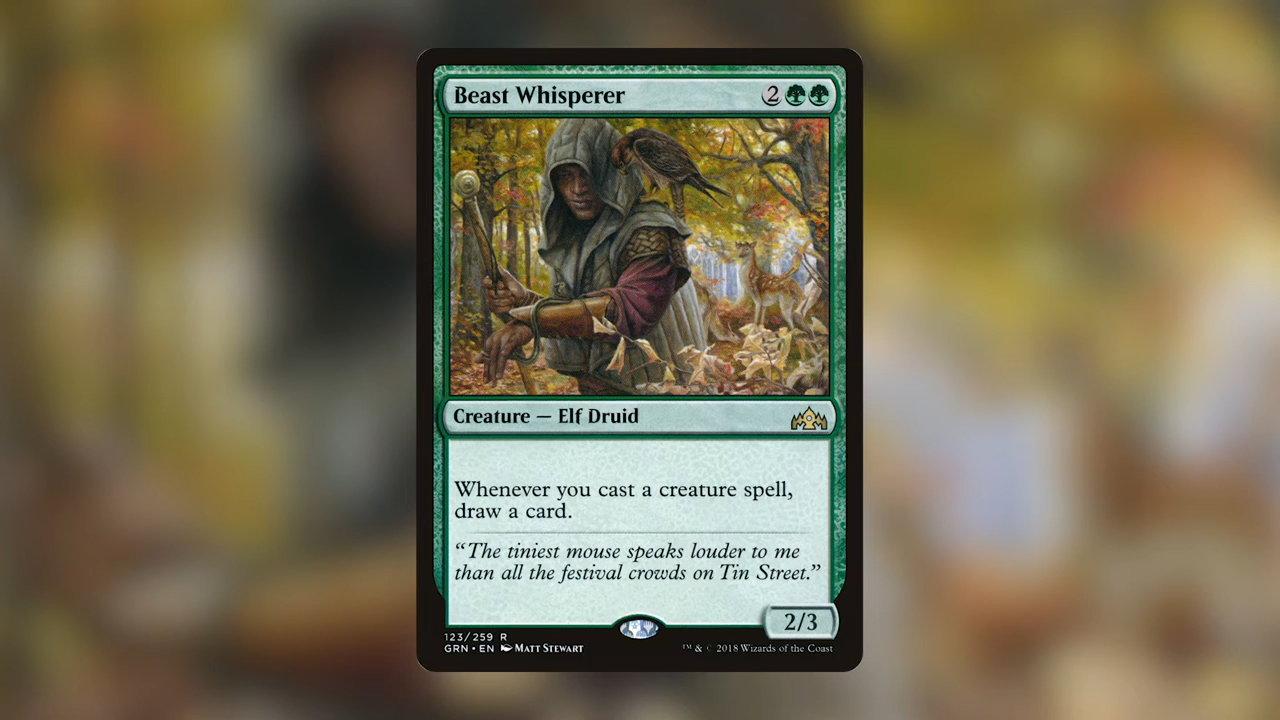 Beast Whisperer 2
Creature — Elf Druid
Whenever you cast a creature spell,
draw a card.
“The tiniest mouse speaks louder to me
than all the festival crowds on Tin Street.”
2/3
123/259 R
GRN • EN Matt Stewart
™ & © 2018 Wizards of the Coast